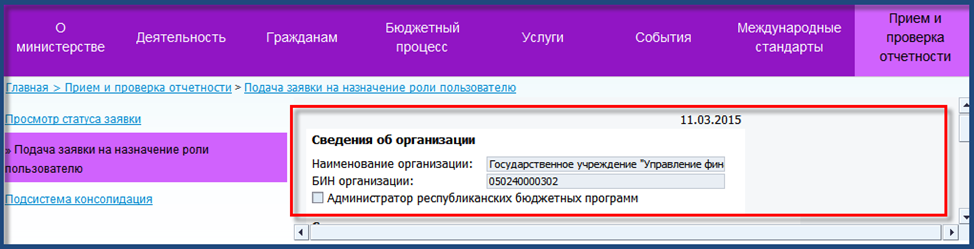 О министерстве
Деятельность
Гражданам
Бюджетный процесс
Услуги
События
Международные стандарты
Прием и проверка отчетности
Главная > Прием и проверка отчетности > Подача заявки на назначение роли пользователю
Просмотр статуса заявки
» Подача заявки на назначение роли пользователю
Подсистема консолидация
11.03.2015
Сведения об организации
Наименование организации: Государственное учреждение "Управление фин
БИН организации: 050240000302
Администратор республиканских бюджетных программ